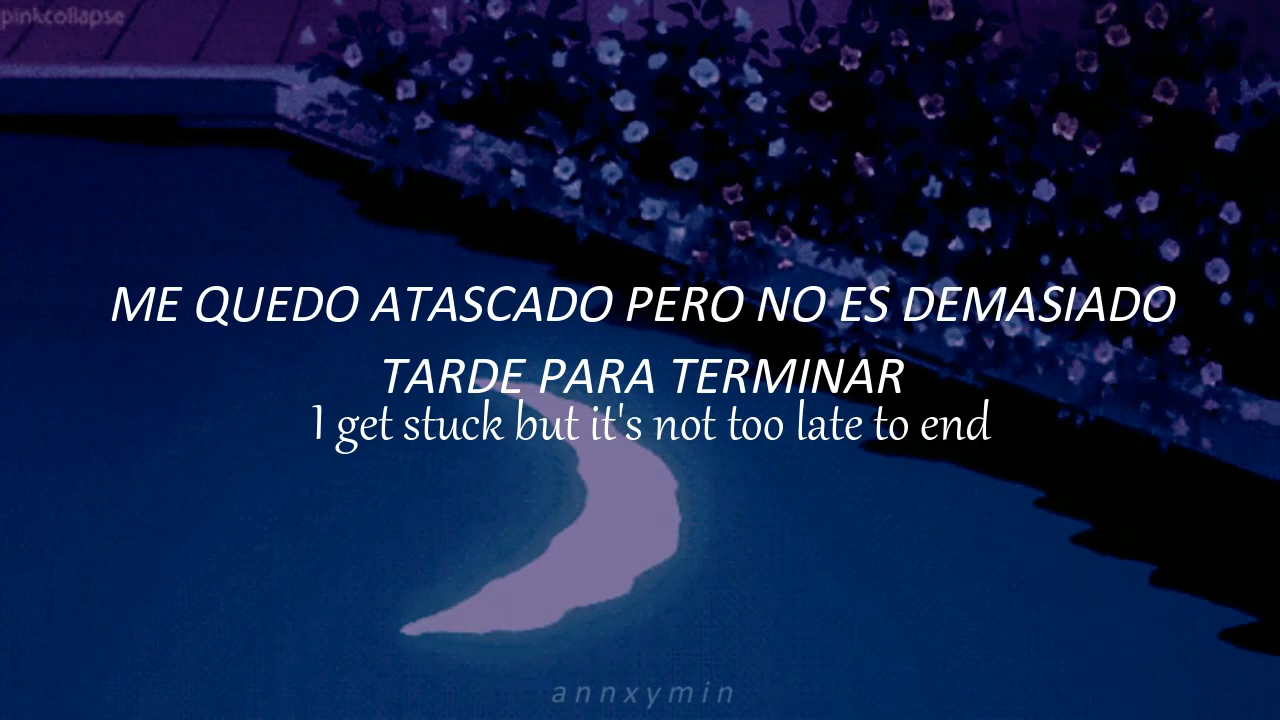 pinkcollapse
ME QUEDO ATASCADO PERO NO ES DEMASIADO
TARDE PARA TERMINAR
I get stuck but it's not too late to end
annxymin